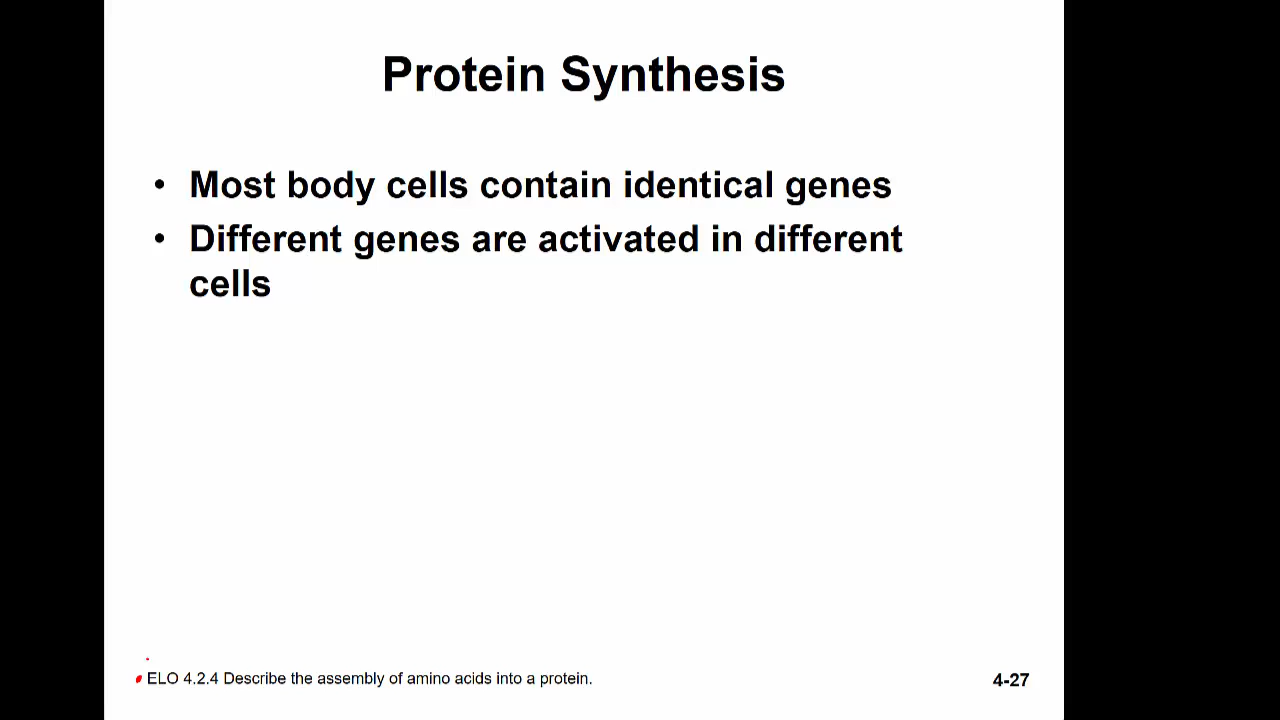 Protein Synthesis
• Most body cells contain identical genes
• Different genes are activated in different
cells
ELO 4.2.4 Describe the assembly of amino acids into a protein.
4-27